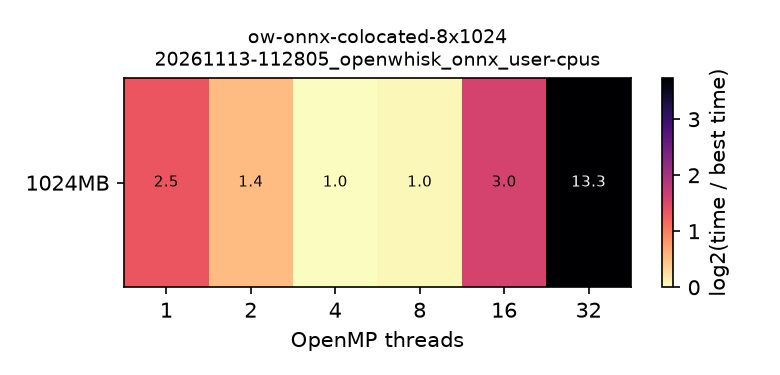 ow-onnx-colocated-8x1024
20261113-112805_openwhisk_onnx_user-cpus
1024MB
2.5 1.4 1.0 1.0 3.0 13.3
1 2 4 8 16 32
OpenMP threads
3
2
1
0
log2(time / best time)